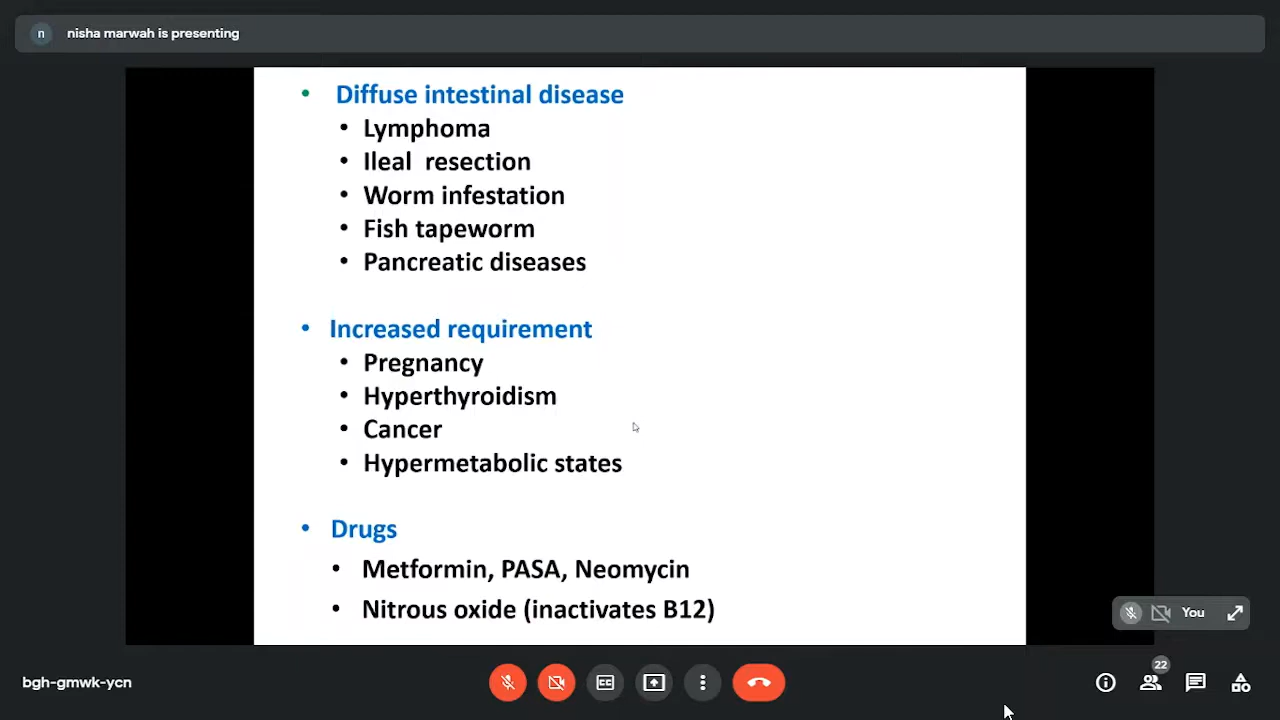 n nisha marwah is presenting
• Diffuse intestinal disease
• Lymphoma
• Ileal resection
• Worm infestation
• Fish tapeworm
• Pancreatic diseases
• Increased requirement
• Pregnancy
• Hyperthyroidism
• Cancer
• Hypermetabolic states
• Drugs
• Metformin, PASA, Neomycin
• Nitrous oxide (inactivates B12)
You
22
bgh-gmwk-ycn
CC